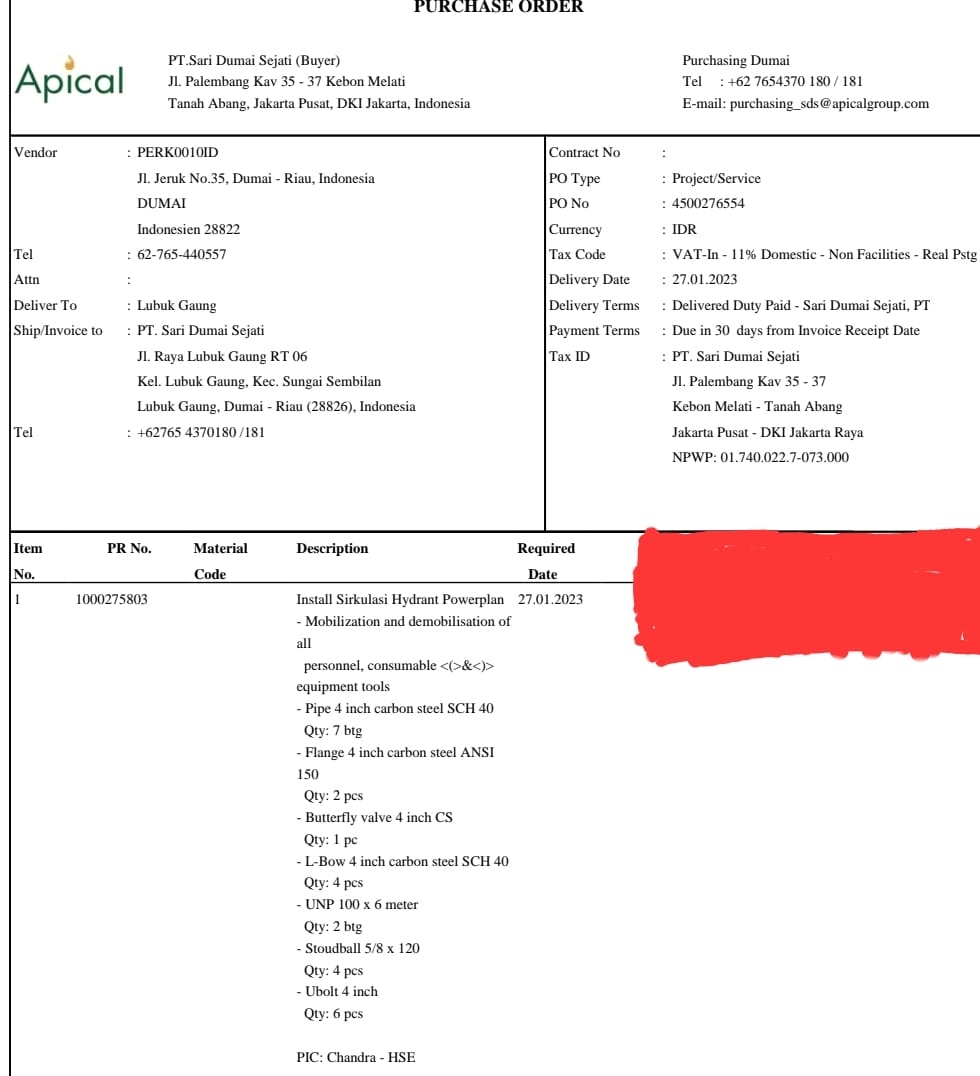 PURCHASE ORDER
Apical
PT.Sari Dumai Sejati (Buyer)
Jl. Palembang Kav 35 - 37 Kebon Melati
Tanah Abang, Jakarta Pusat, DKI Jakarta, Indonesia
Purchasing Dumai
Tel : +62 7654370 180 / 181
E-mail: purchasing_sds@apicalgroup.com
Vendor : PERK0010ID
Jl. Jeruk No.35, Dumai - Riau, Indonesia
DUMAI
Indonesien 28822
Tel : 62-765-440557
Attn :
Deliver To : Lubuk Gaung
Ship/Invoice to : PT. Sari Dumai Sejati
Jl. Raya Lubuk Gaung RT 06
Kel. Lubuk Gaung, Kec. Sungai Sembilan
Lubuk Gaung, Dumai - Riau (28826), Indonesia
Tel : +62765 4370180 /181
Contract No :
PO Type : Project/Service
PO No : 4500276554
Currency : IDR
Tax Code : VAT-In - 11% Domestic - Non Facilities - Real Pstg
Delivery Date : 27.01.2023
Delivery Terms : Delivered Duty Paid - Sari Dumai Sejati, PT
Payment Terms : Due in 30 days from Invoice Receipt Date
Tax ID : PT. Sari Dumai Sejati
Jl. Palembang Kav 35 - 37
Kebon Melati - Tanah Abang
Jakarta Pusat - DKI Jakarta Raya
NPWP: 01.740.022.7-073.000
Item PR No. Material Description Required
No. Code Date
1 1000275803 Install Sirkulasi Hydrant Powerplan 27.01.2023
- Mobilization and demobilisation of
all
personnel, consumable <(>&<)>
equipment tools
- Pipe 4 inch carbon steel SCH 40
Qty: 7 btg
- Flange 4 inch carbon steel ANSI
150
Qty: 2 pcs
- Butterfly valve 4 inch CS
Qty: 1 pc
- L-Bow 4 inch carbon steel SCH 40
Qty: 4 pcs
- UNP 100 x 6 meter
Qty: 2 btg
- Stoudball 5/8 x 120
Qty: 4 pcs
- Ubolt 4 inch
Qty: 6 pcs
PIC: Chandra - HSE